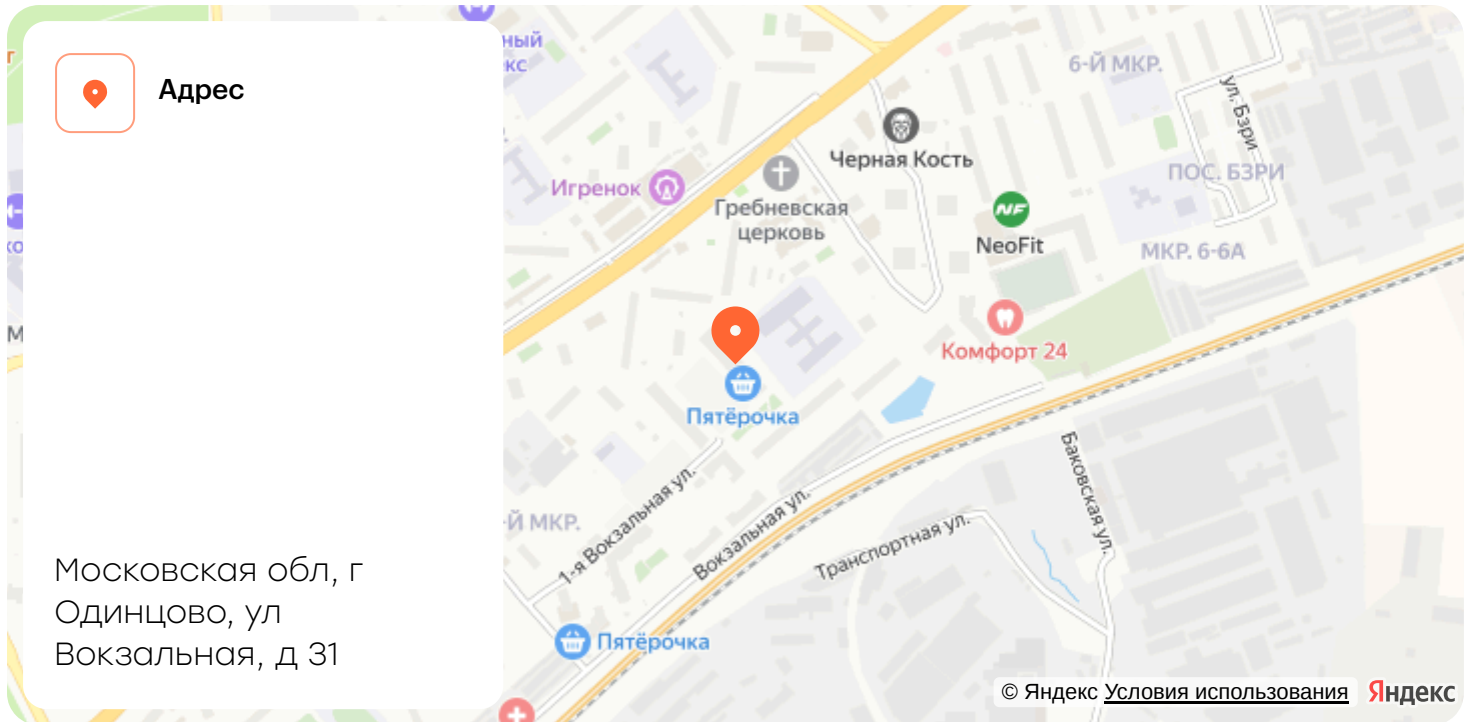 Адрес
Московская обл, г
Одинцово, ул
Вокзальная, д 31
6-Й МКР.
ул. Бзри
Черная Кость
ПОС. БЗРИ
Игренок
Гребневская
церковь
NF
NeoFit
МКР. 6-6А
Комфорт 24
Пятёрочка
1-я Вокзальная ул.
Вокзальная ул.
Баковская ул.
Транспортная ул.
-Й МКР.
Пятёрочка
© Яндекс Условия использования
Яндекс